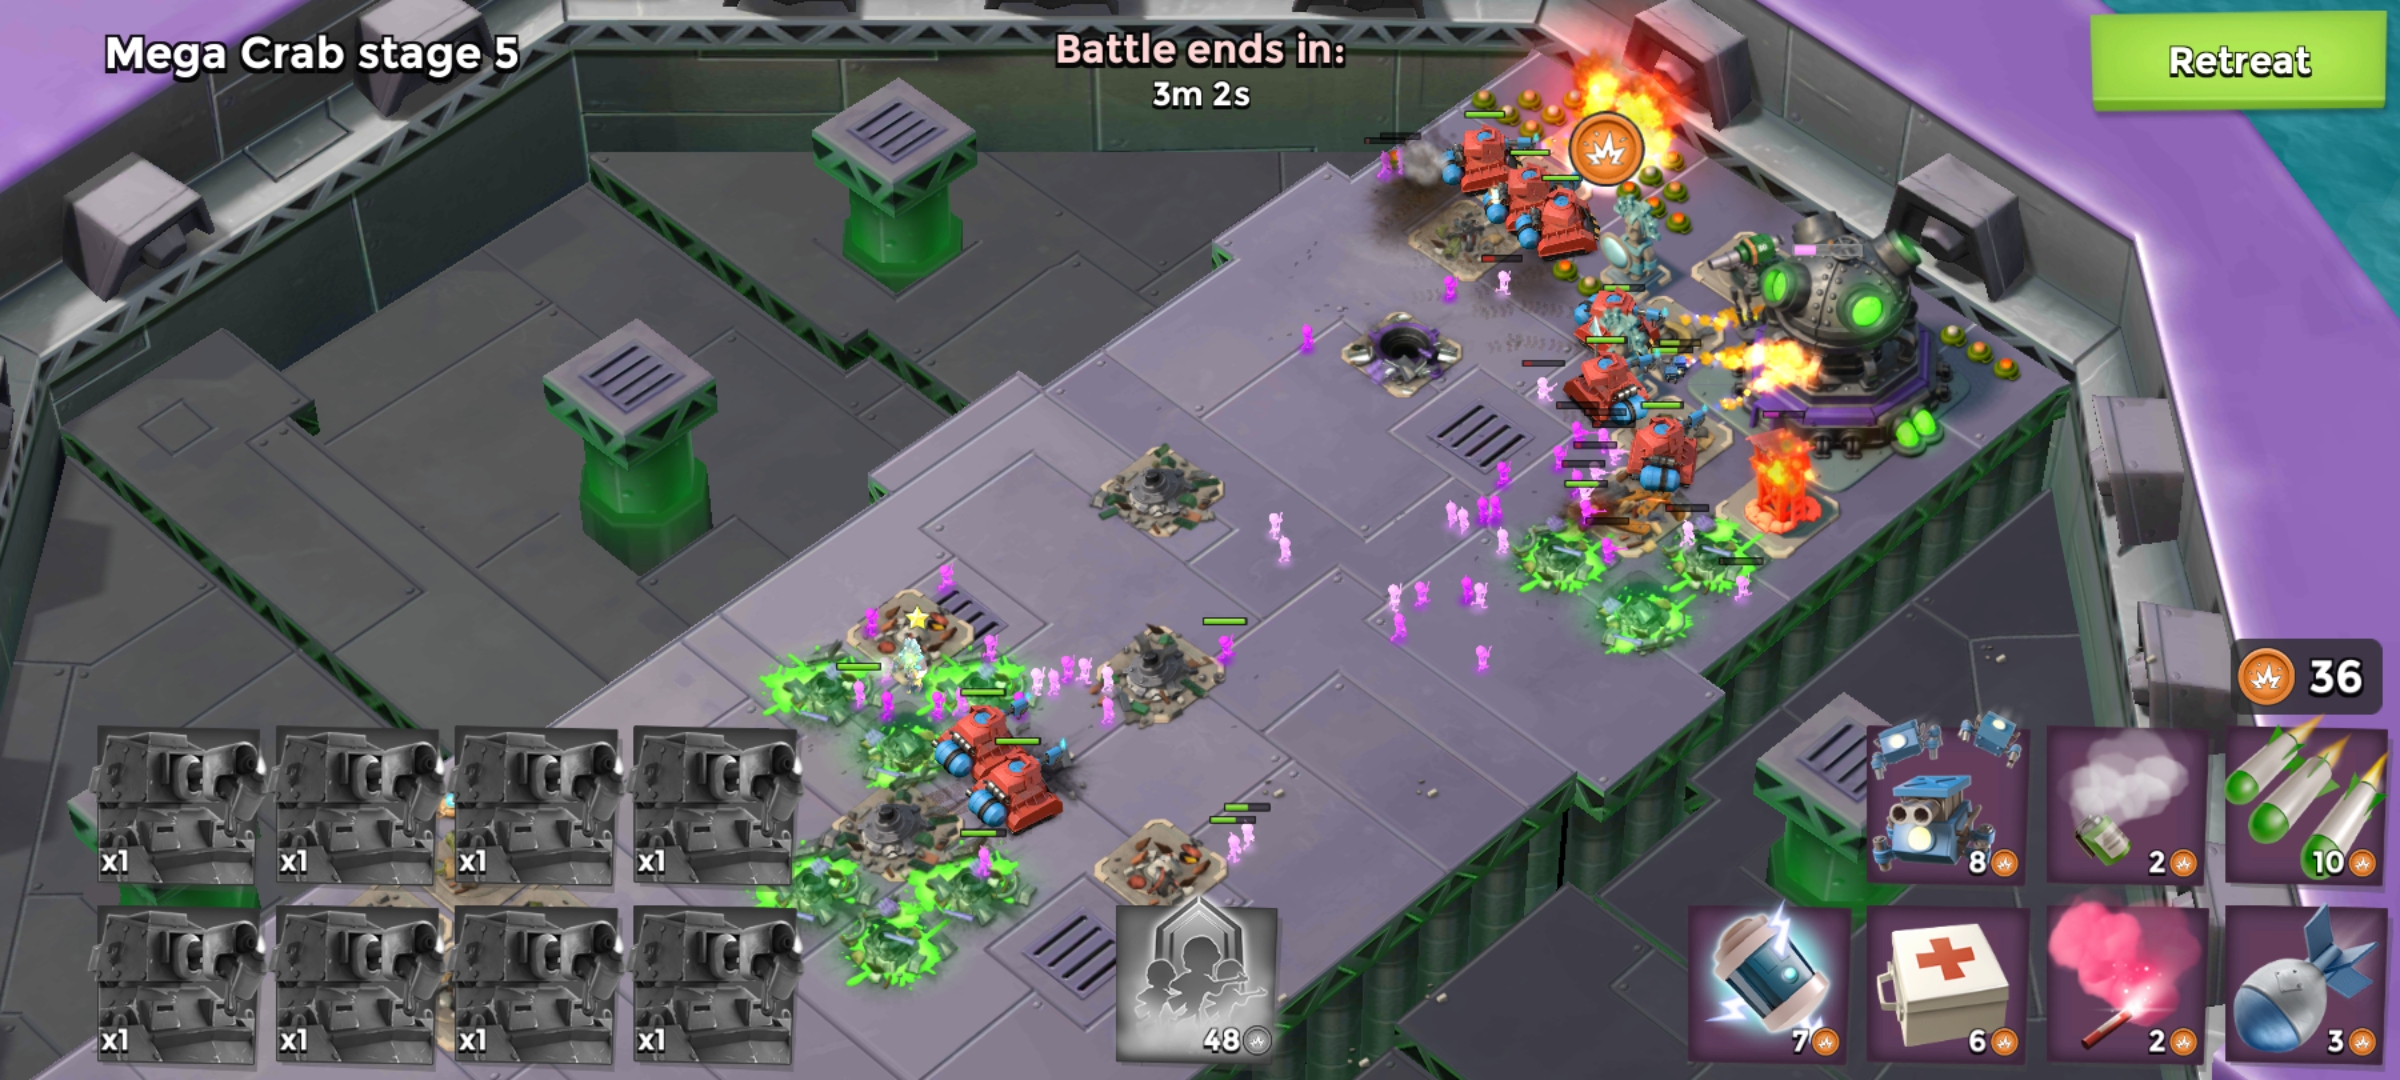 Mega Crab stage 5
Battle ends in:
3m 2s
Retreat
36
x1
x1
x1
x1
8
2
10
x1
x1
x1
x1
48
7
6
2
3